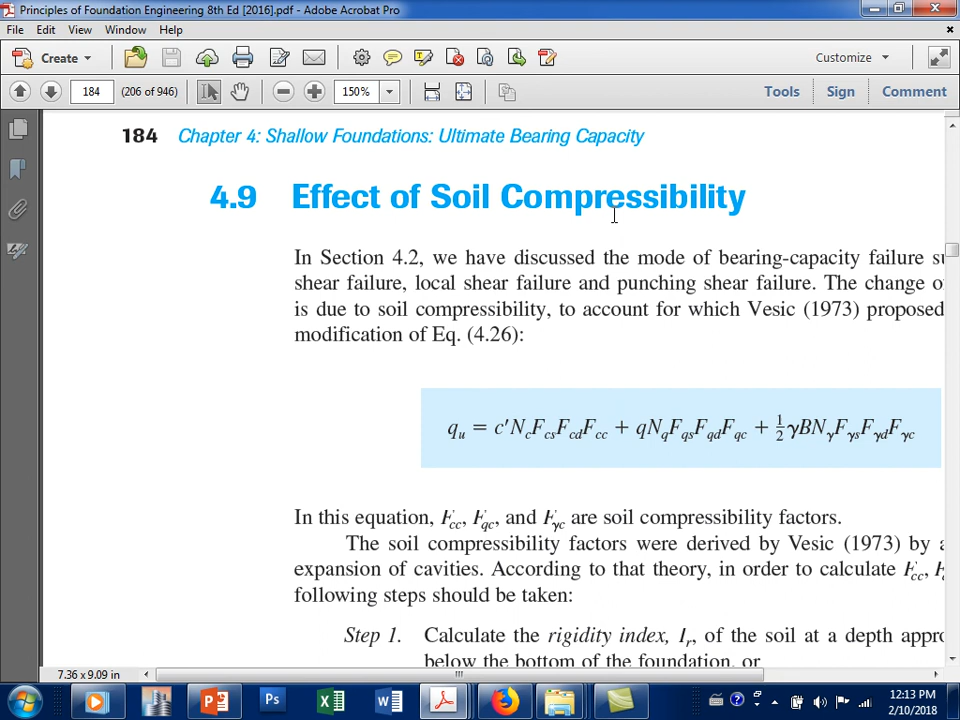 Principles of Foundation Engineering 8th Ed [2016].pdf - Adobe Acrobat Pro
File Edit View Window Help
Create Customize
184 (206 of 946) 150% Tools Sign Comment
184 Chapter 4: Shallow Foundations: Ultimate Bearing Capacity
4.9 Effect of Soil Compressibility
In Section 4.2, we have discussed the mode of bearing-capacity failure su
shear failure, local shear failure and punching shear failure. The change o
is due to soil compressibility, to account for which Vesic (1973) proposed
modification of Eq. (4.26):
qu = c′NcFcsFcdFcc + qNqFqsFqdFqc + ½γBNγFγsFγdFγc
In this equation, Fcc, Fqc, and Fγc are soil compressibility factors.
The soil compressibility factors were derived by Vesic (1973) by a
expansion of cavities. According to that theory, in order to calculate Fcc, F
following steps should be taken:
Step 1. Calculate the rigidity index, Ir, of the soil at a depth appro
below the bottom of the foundation, or
7.36 x 9.09 in
12:13 PM
2/10/2018